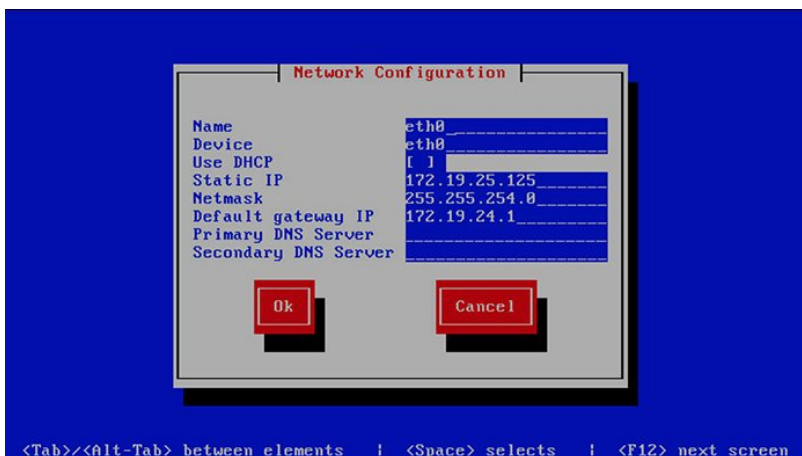 Network Configuration
Name eth0
Device eth0
Use DHCP [ ]
Static IP 172.19.25.125
Netmask 255.255.254.0
Default gateway IP 172.19.24.1
Primary DNS Server
Secondary DNS Server
Ok Cancel
<Tab>/<Alt-Tab> between elements | <Space> selects | <F12> next screen